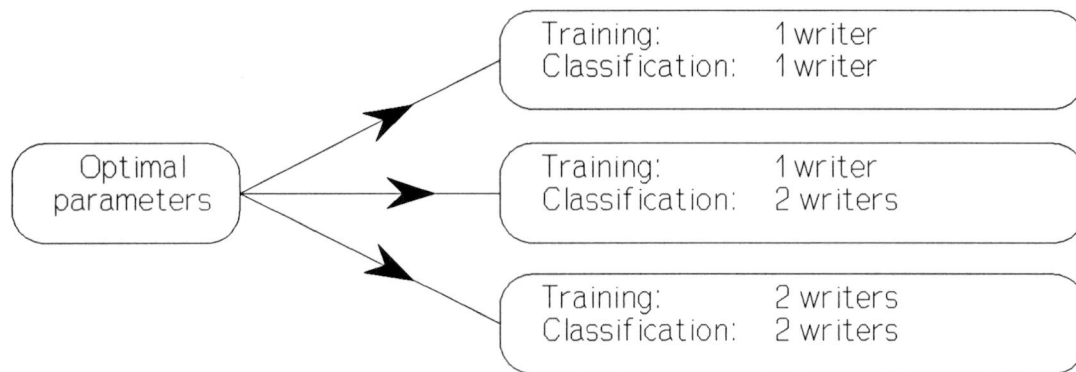 Training: 1 writer
Classification: 1 writer
Optimal
parameters
Training: 1 writer
Classification: 2 writers
Training: 2 writers
Classification: 2 writers